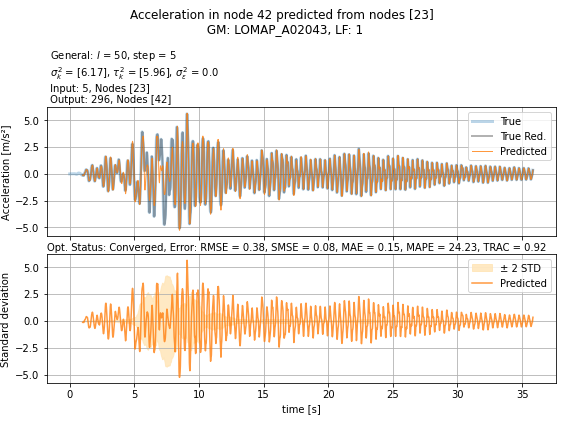 Acceleration in node 42 predicted from nodes [23]
GM: LOMAP_A02043, LF: 1
General: l = 50, step = 5
σ²ₖ = [6.17], τ²ₖ = [5.96], σ²ε = 0.0
Input: 5, Nodes [23]
Output: 296, Nodes [42]
Acceleration [m/s²]
5.0
2.5
0.0
−2.5
−5.0
True
True Red.
Predicted
Opt. Status: Converged, Error: RMSE = 0.38, SMSE = 0.08, MAE = 0.15, MAPE = 24.23, TRAC = 0.92
Standard deviation
5.0
2.5
0.0
−2.5
−5.0
± 2 STD
Predicted
0 5 10 15 20 25 30 35
time [s]